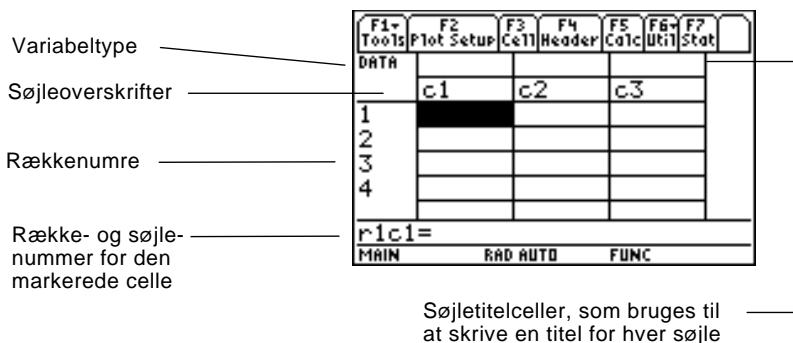 F1 F2 F3 F4 F5 F6 F7
Tools Plot Setup Cell Header Calc Util Stat
Variabeltype
DATA
Søjleoverskrifter
c1 c2 c3
1
2
Rækkenumre
3
4
Række- og søjle-
nummer for den
markerede celle
r1c1=
MAIN RAD AUTO FUNC
Søjletitelceller, som bruges til
at skrive en titel for hver søjle